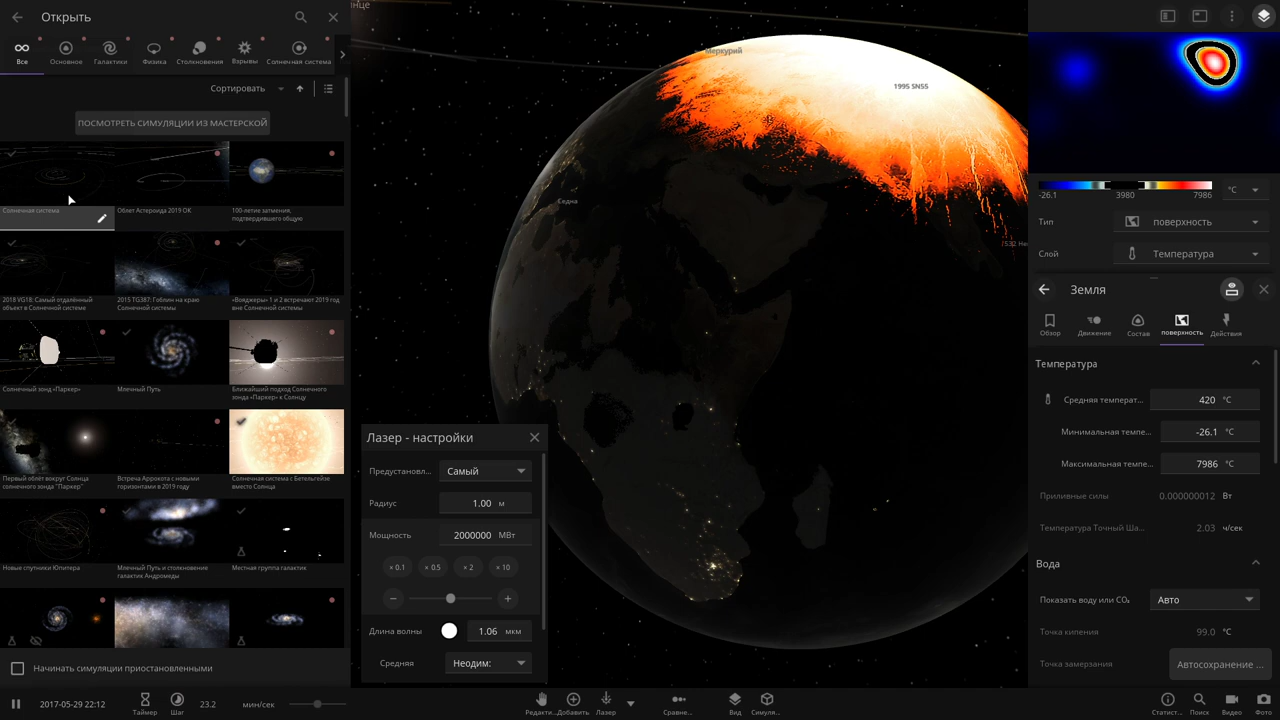 Открыть
Все
Основное
Галактики
Физика
Столкновения
Взрывы
Солнечная система
Сортировать
ПОСМОТРЕТЬ СИМУЛЯЦИИ ИЗ МАСТЕРСКОЙ
Солнечная система
Облет Астероида 2019 OK
100-летие затмения,
подтвердившего общую
2018 VG18: Самый отдалённый
объект в Солнечной системе
2015 TG387: Гоблин на краю
Солнечной системы
«Вояджеры» 1 и 2 встречают 2019 год
вне Солнечной системы
Солнечный зонд «Паркер»
Млечный Путь
Ближайший подход Солнечного
зонда «Паркер» к Солнцу
Первый облёт вокруг Солнца
солнечного зонда "Паркер"
Встреча Аррокота с новыми
горизонтами в 2019 году
Солнечная система с Бетельгейзе
вместо Солнца
Новые спутники Юпитера
Млечный Путь и столкновение
галактик Андромеды
Местная группа галактик
Начинать симуляции приостановленными
2017-05-29 22:12
Таймер
Шаг
23.2
мин/сек
нце
Меркурий
1995 SN55
Седна
Лазер - настройки
Предустановл...
Самый
Радиус
1.00 м
Мощность
2000000 МВт
× 0.1
× 0.5
× 2
× 10
Длина волны
1.06 мкм
Средняя
Неодим:
Редакти...
Добавить
Лазер
Сравне...
Вид
Симуля...
-26.1
3980
7986
°C
Тип
поверхность
Слой
Температура
Земля
Обзор
Движение
Состав
поверхность
Действия
Температура
Средняя температ...
420 °C
Минимальная темпе...
-26.1 °C
Максимальная темпе...
7986 °C
Приливные силы
0.000000012 Вт
Температура Точный Ша...
2.03 ч/сек
Вода
Показать воду или CO₂
Авто
Точка кипения
99.0 °C
Точка замерзания
Автосохранение ...
Статист...
Поиск
Видео
Фото